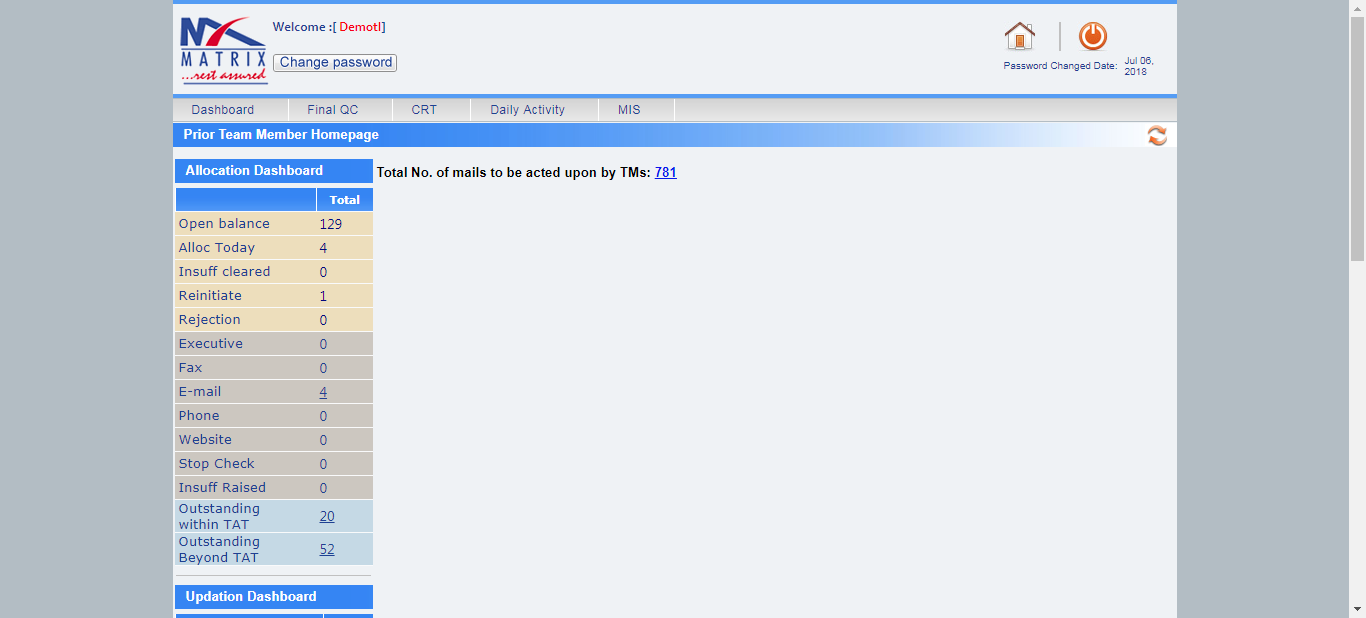 MATRIX
...rest assured
Welcome :[ Demotl]
Change password
Password Changed Date: Jul 06, 2018
Dashboard Final QC CRT Daily Activity MIS
Prior Team Member Homepage
Allocation Dashboard
Total No. of mails to be acted upon by TMs: 781
Total
Open balance 129
Alloc Today 4
Insuff cleared 0
Reinitiate 1
Rejection 0
Executive 0
Fax 0
E-mail 4
Phone 0
Website 0
Stop Check 0
Insuff Raised 0
Outstanding
within TAT 20
Outstanding
Beyond TAT 52
Updation Dashboard